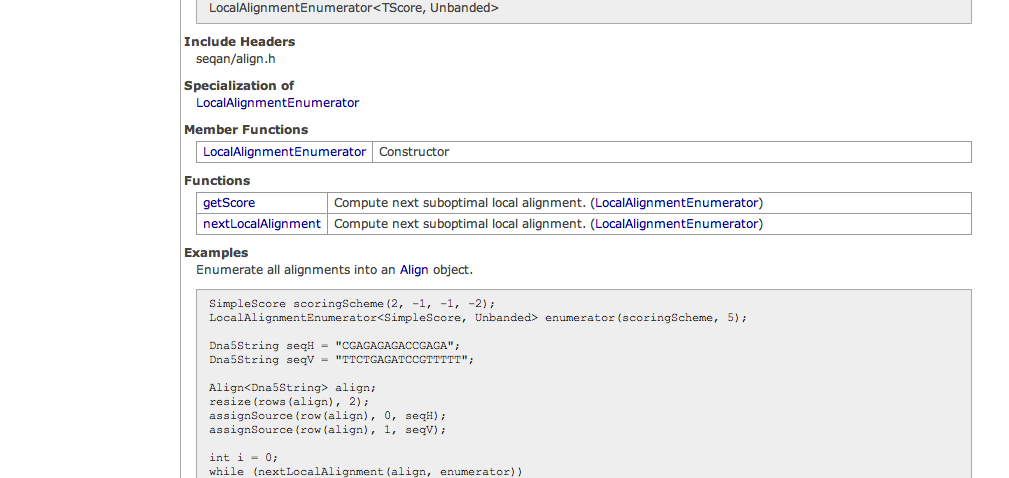 LocalAlignmentEnumerator<TScore, Unbanded>
Include Headers
seqan/align.h
Specialization of
LocalAlignmentEnumerator
Member Functions
LocalAlignmentEnumerator Constructor
Functions
getScore Compute next suboptimal local alignment. (LocalAlignmentEnumerator)
nextLocalAlignment Compute next suboptimal local alignment. (LocalAlignmentEnumerator)
Examples
Enumerate all alignments into an Align object.
SimpleScore scoringScheme(2, -1, -1, -2);
LocalAlignmentEnumerator<SimpleScore, Unbanded> enumerator(scoringScheme, 5);
Dna5String seqH = "CGAGAGAGACCGAGA";
Dna5String seqV = "TTCTGAGATCCGTTTTT";
Align<Dna5String> align;
resize(rows(align), 2);
assignSource(row(align), 0, seqH);
assignSource(row(align), 1, seqV);
int i = 0;
while (nextLocalAlignment(align, enumerator))